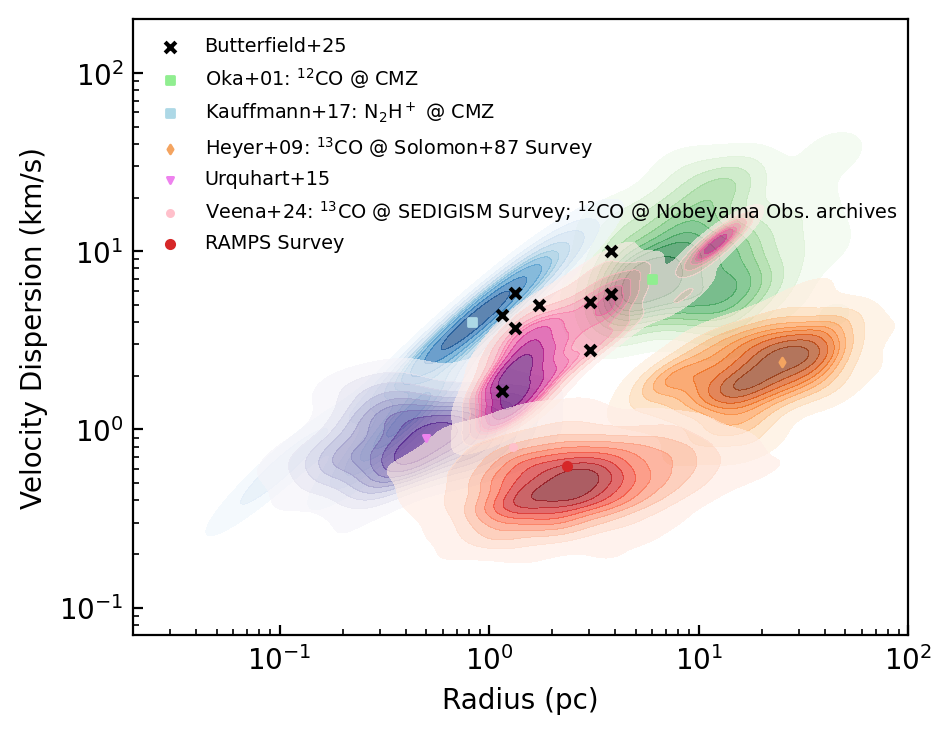 Butterfield+25
Oka+01: ¹²CO @ CMZ
Kauffmann+17: N₂H⁺ @ CMZ
Heyer+09: ¹³CO @ Solomon+87 Survey
Urquhart+15
Veena+24: ¹³CO @ SEDIGISM Survey; ¹²CO @ Nobeyama Obs. archives
RAMPS Survey
Velocity Dispersion (km/s)
10²
10¹
10⁰
10⁻¹
10⁻¹ 10⁰ 10¹ 10²
Radius (pc)